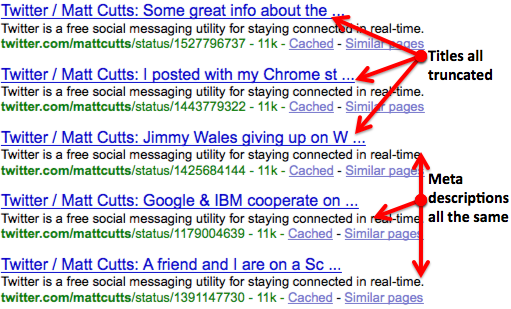 Twitter / Matt Cutts: Some great info about the ...
Twitter is a free social messaging utility for staying connected in real-time.
twitter.com/mattcutts/status/1527796737 - 11k - Cached - Similar pages
Twitter / Matt Cutts: I posted with my Chrome st ...
Twitter is a free social messaging utility for staying connected in real-time.
twitter.com/mattcutts/status/1443779322 - 11k - Cached - Similar pages
Twitter / Matt Cutts: Jimmy Wales giving up on W ...
Twitter is a free social messaging utility for staying connected in real-time.
twitter.com/mattcutts/status/1425684144 - 11k - Cached - Similar pages
Twitter / Matt Cutts: Google & IBM cooperate on ...
Twitter is a free social messaging utility for staying connected in real-time.
twitter.com/mattcutts/status/1179004639 - 11k - Cached - Similar pages
Twitter / Matt Cutts: A friend and I are on a Sc ...
Twitter is a free social messaging utility for staying connected in real-time.
twitter.com/mattcutts/status/1391147730 - 11k - Cached - Similar pages
Titles all
truncated
Meta
descriptions
all the same